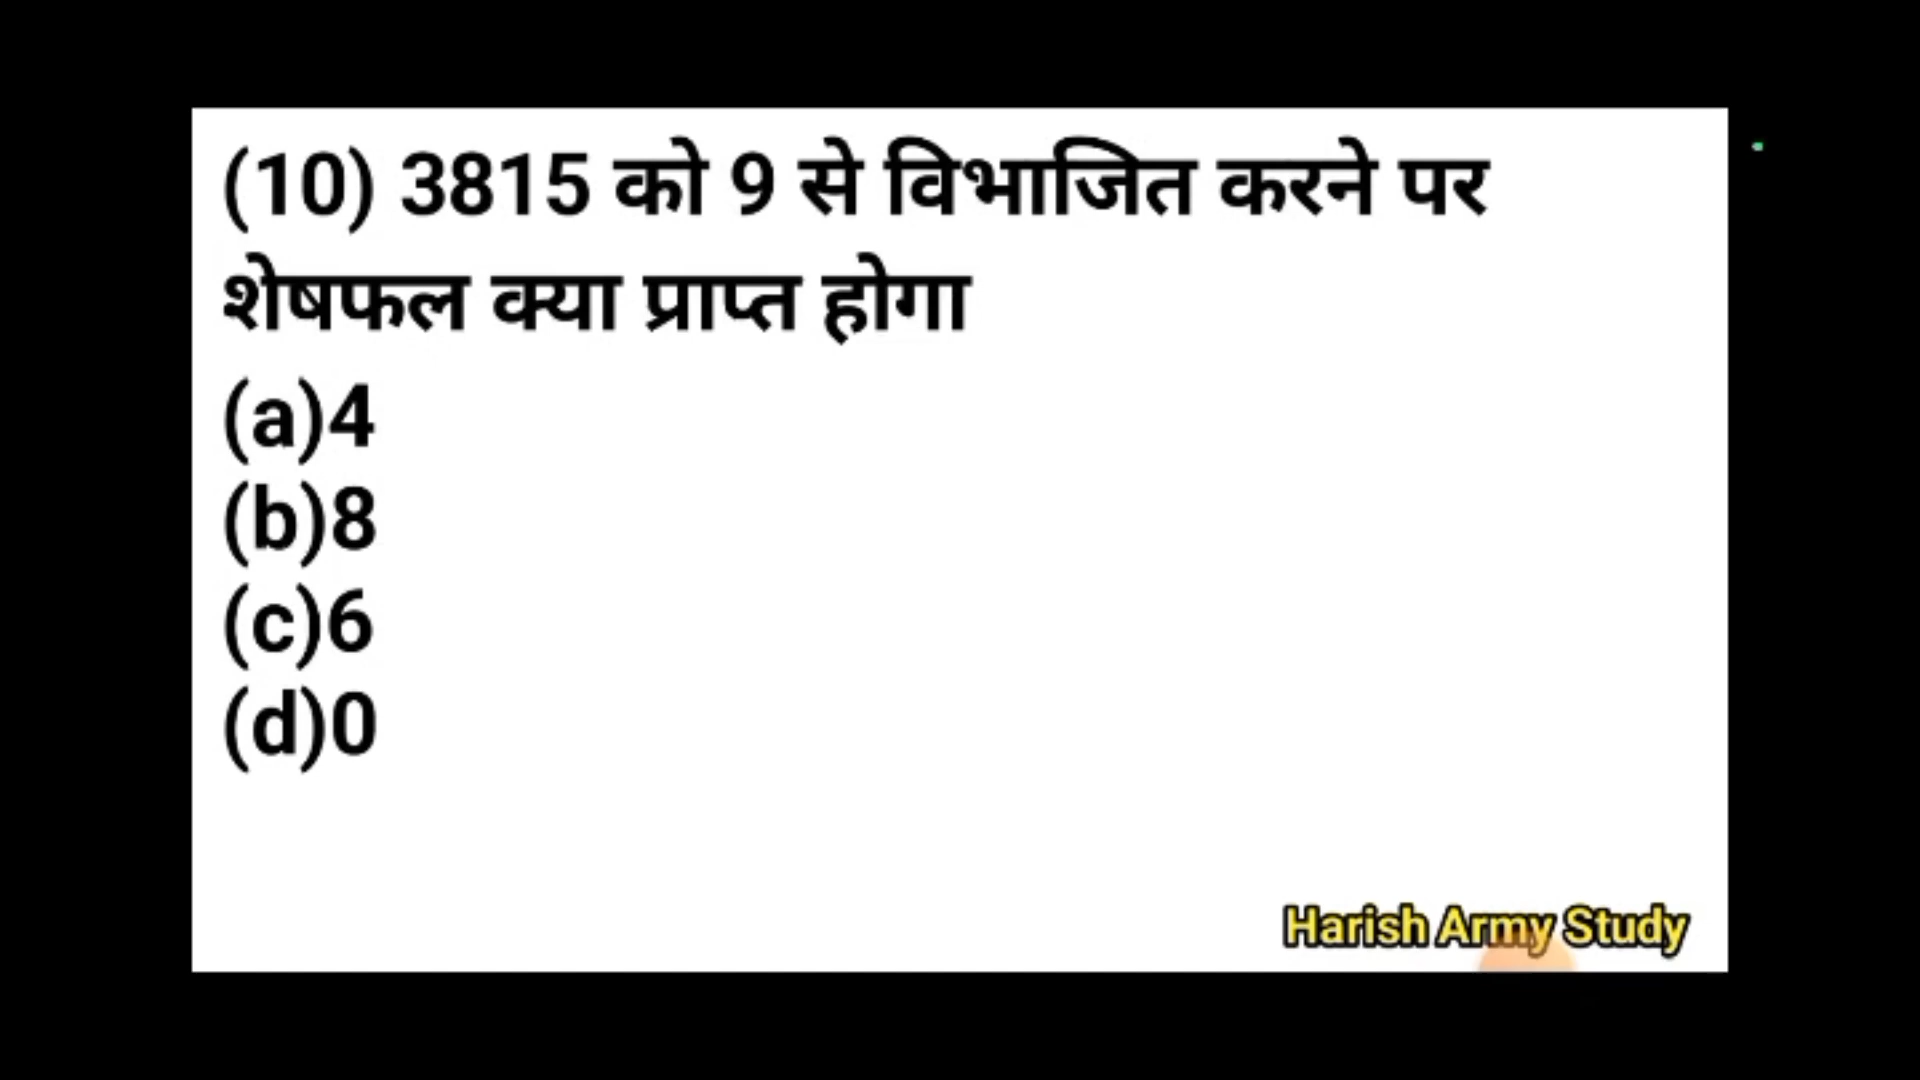 (10) 3815 को 9 से विभाजित करने पर
शेषफल क्या प्राप्त होगा
(a)4
(b)8
(c)6
(d)0
Harish Army Study